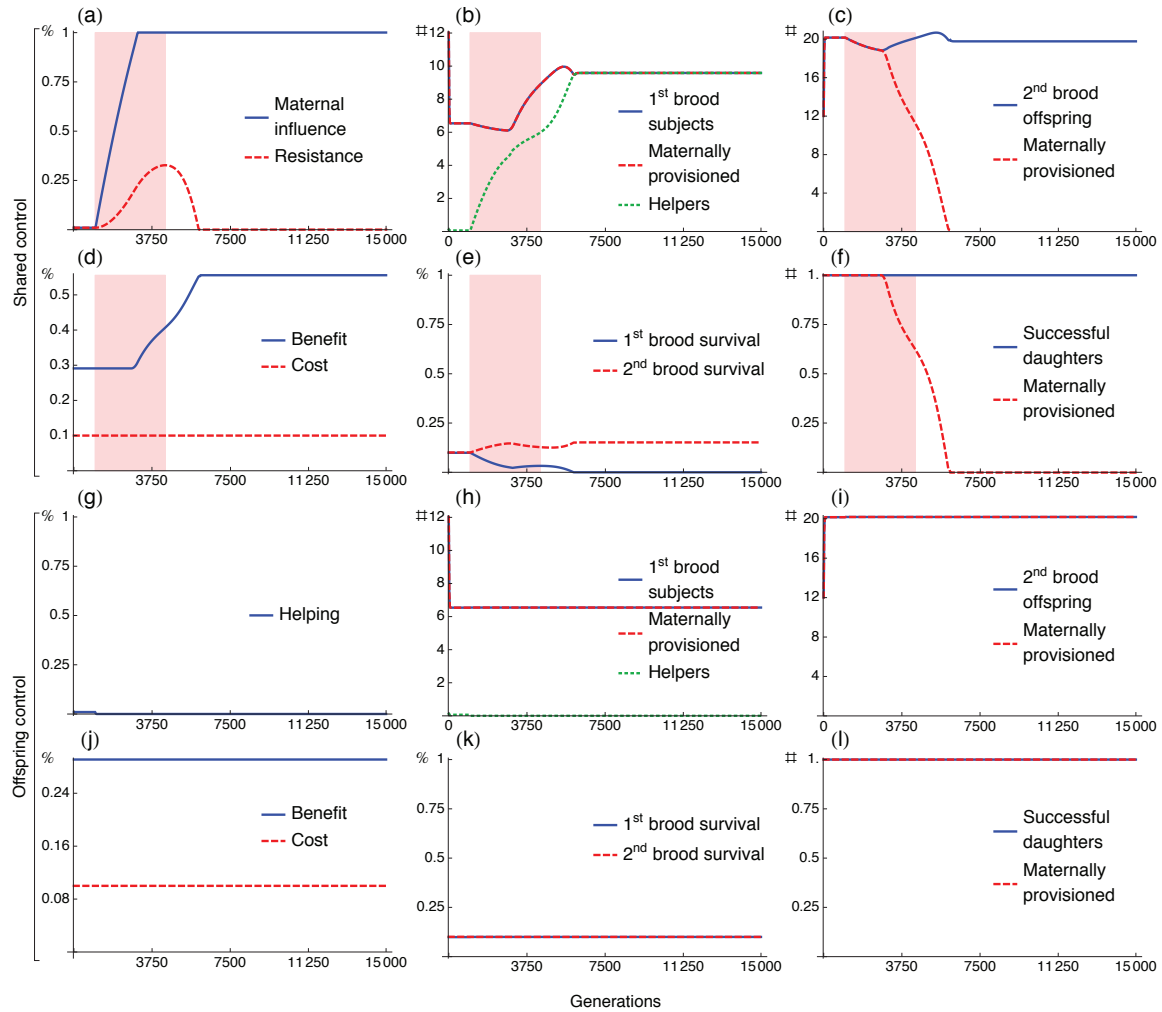 Shared control
(a)
%
1
0.75
0.5
0.25
3750
7500
11 250
15 000
Maternal
influence
Resistance
(b)
#
12
10
8
6
4
2
0
3750
7500
11 250
15 000
1st brood
subjects
Maternally
provisioned
Helpers
(c)
#
20
16
12
8
4
0
3750
7500
11 250
15 000
2nd brood
offspring
Maternally
provisioned
(d)
%
0.5
0.4
0.3
0.2
0.1
3750
7500
11 250
15 000
Benefit
Cost
(e)
%
1
0.75
0.5
0.25
3750
7500
11 250
15 000
1st brood survival
2nd brood survival
(f)
#
1.
0.75
0.5
0.25
3750
7500
11 250
15 000
Successful
daughters
Maternally
provisioned
Offspring control
(g)
%
1
0.75
0.5
0.25
3750
7500
11 250
15 000
Helping
(h)
#
12
10
8
6
4
2
0
3750
7500
11 250
15 000
1st brood
subjects
Maternally
provisioned
Helpers
(i)
#
20
16
12
8
4
0
3750
7500
11 250
15 000
2nd brood
offspring
Maternally
provisioned
(j)
%
0.24
0.16
0.08
3750
7500
11 250
15 000
Benefit
Cost
(k)
%
1
0.75
0.5
0.25
3750
7500
11 250
15 000
1st brood survival
2nd brood survival
(l)
#
1.
0.75
0.5
0.25
3750
7500
11 250
15 000
Successful
daughters
Maternally
provisioned
Generations